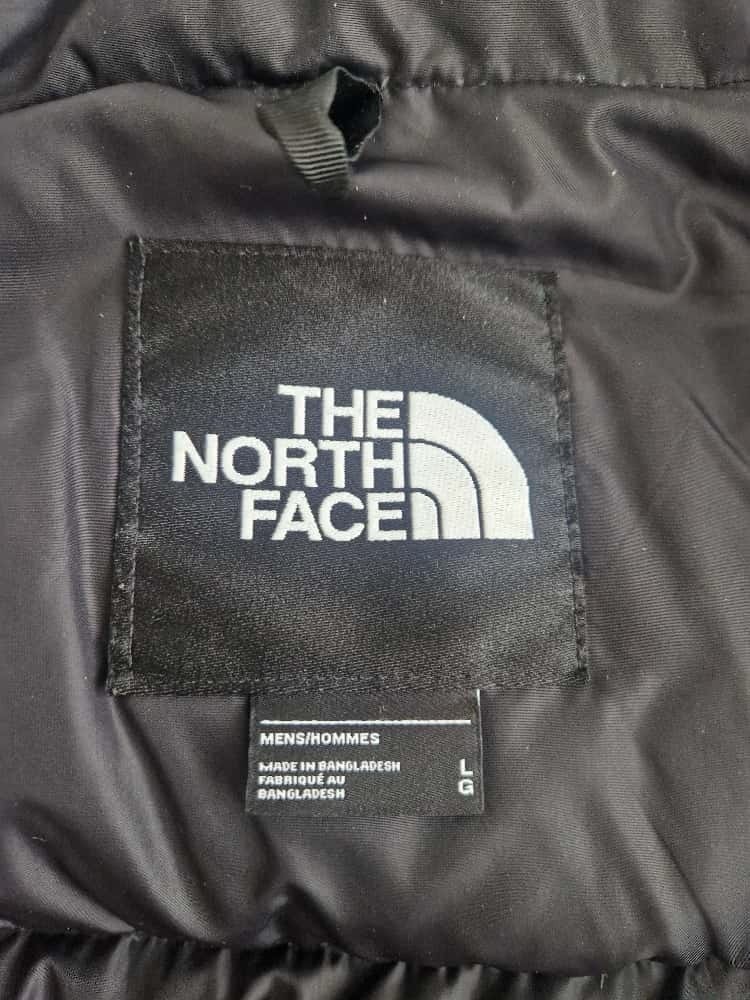 THE
NORTH
FACE
MENS/HOMMES
MADE IN BANGLADESH L
FABRIQUÉ AU G
BANGLADESH